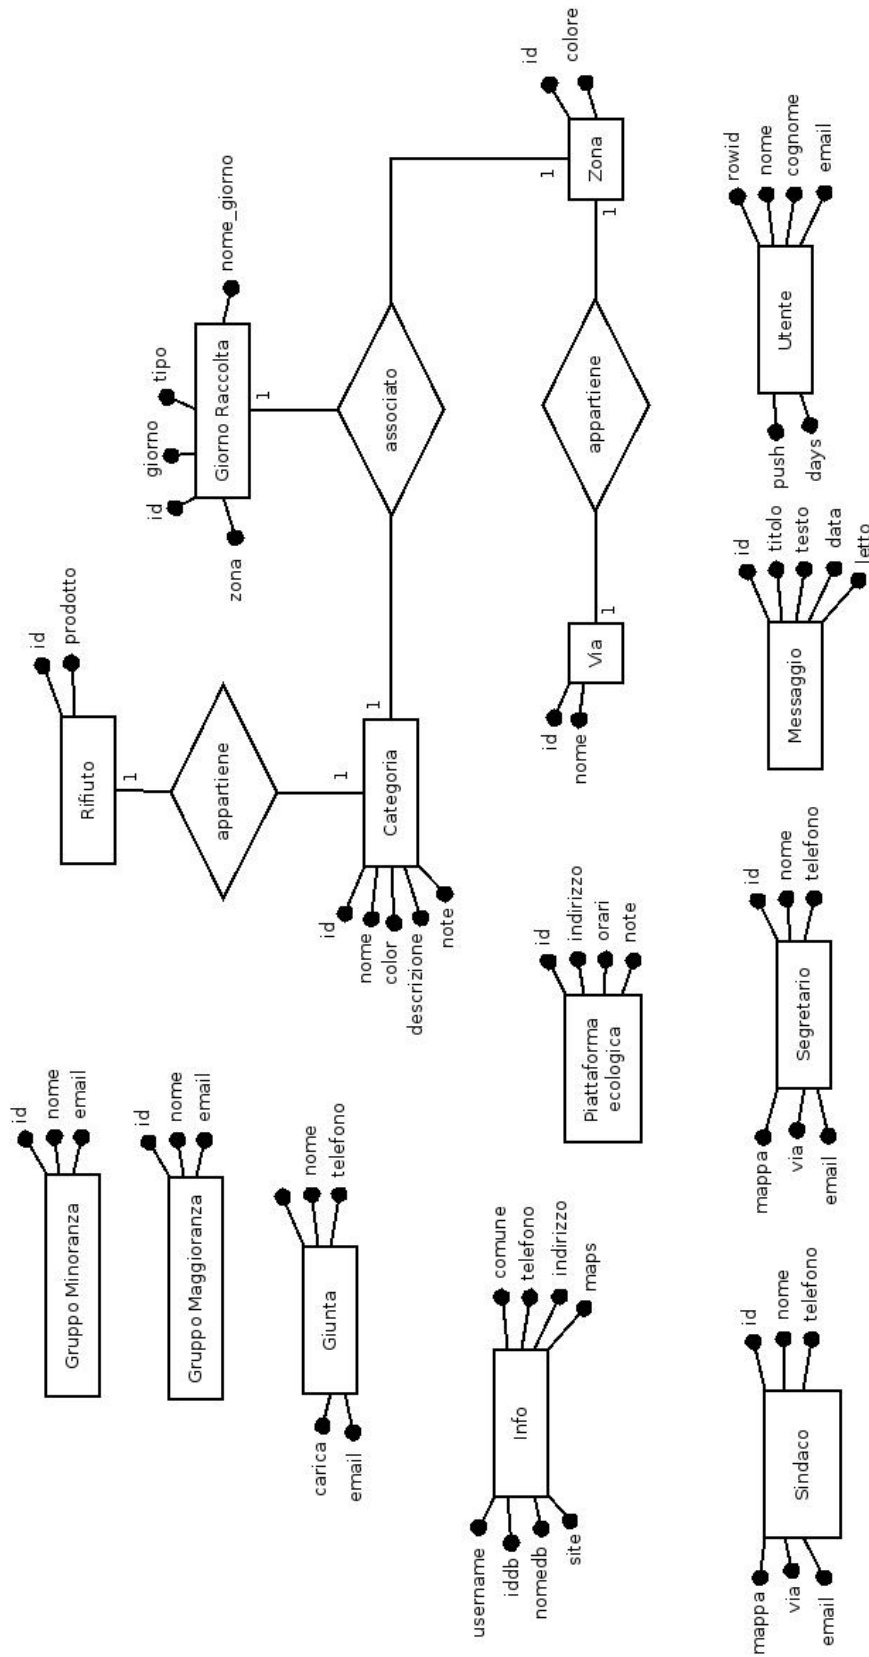 Gruppo Minoranza
id
nome
email
Gruppo Maggioranza
id
nome
email
Giunta
nome
telefono
carica
email
Info
comune
telefono
indirizzo
maps
username
iddb
nomedb
site
Sindaco
id
nome
telefono
mappa
via
email
Rifiuto
id
prodotto
1
appartiene
1
Categoria
id
nome
color
descrizione
note
1
associato
1
Giorno Raccolta
id
giorno
tipo
nome_giorno
zona
1
Zona
id
colore
1
appartiene
1
Via
id
nome
Piattaforma
ecologica
id
indirizzo
orari
note
Segretario
id
nome
telefono
mappa
via
email
Messaggio
id
titolo
testo
data
letto
Utente
rowid
nome
cognome
email
push
days